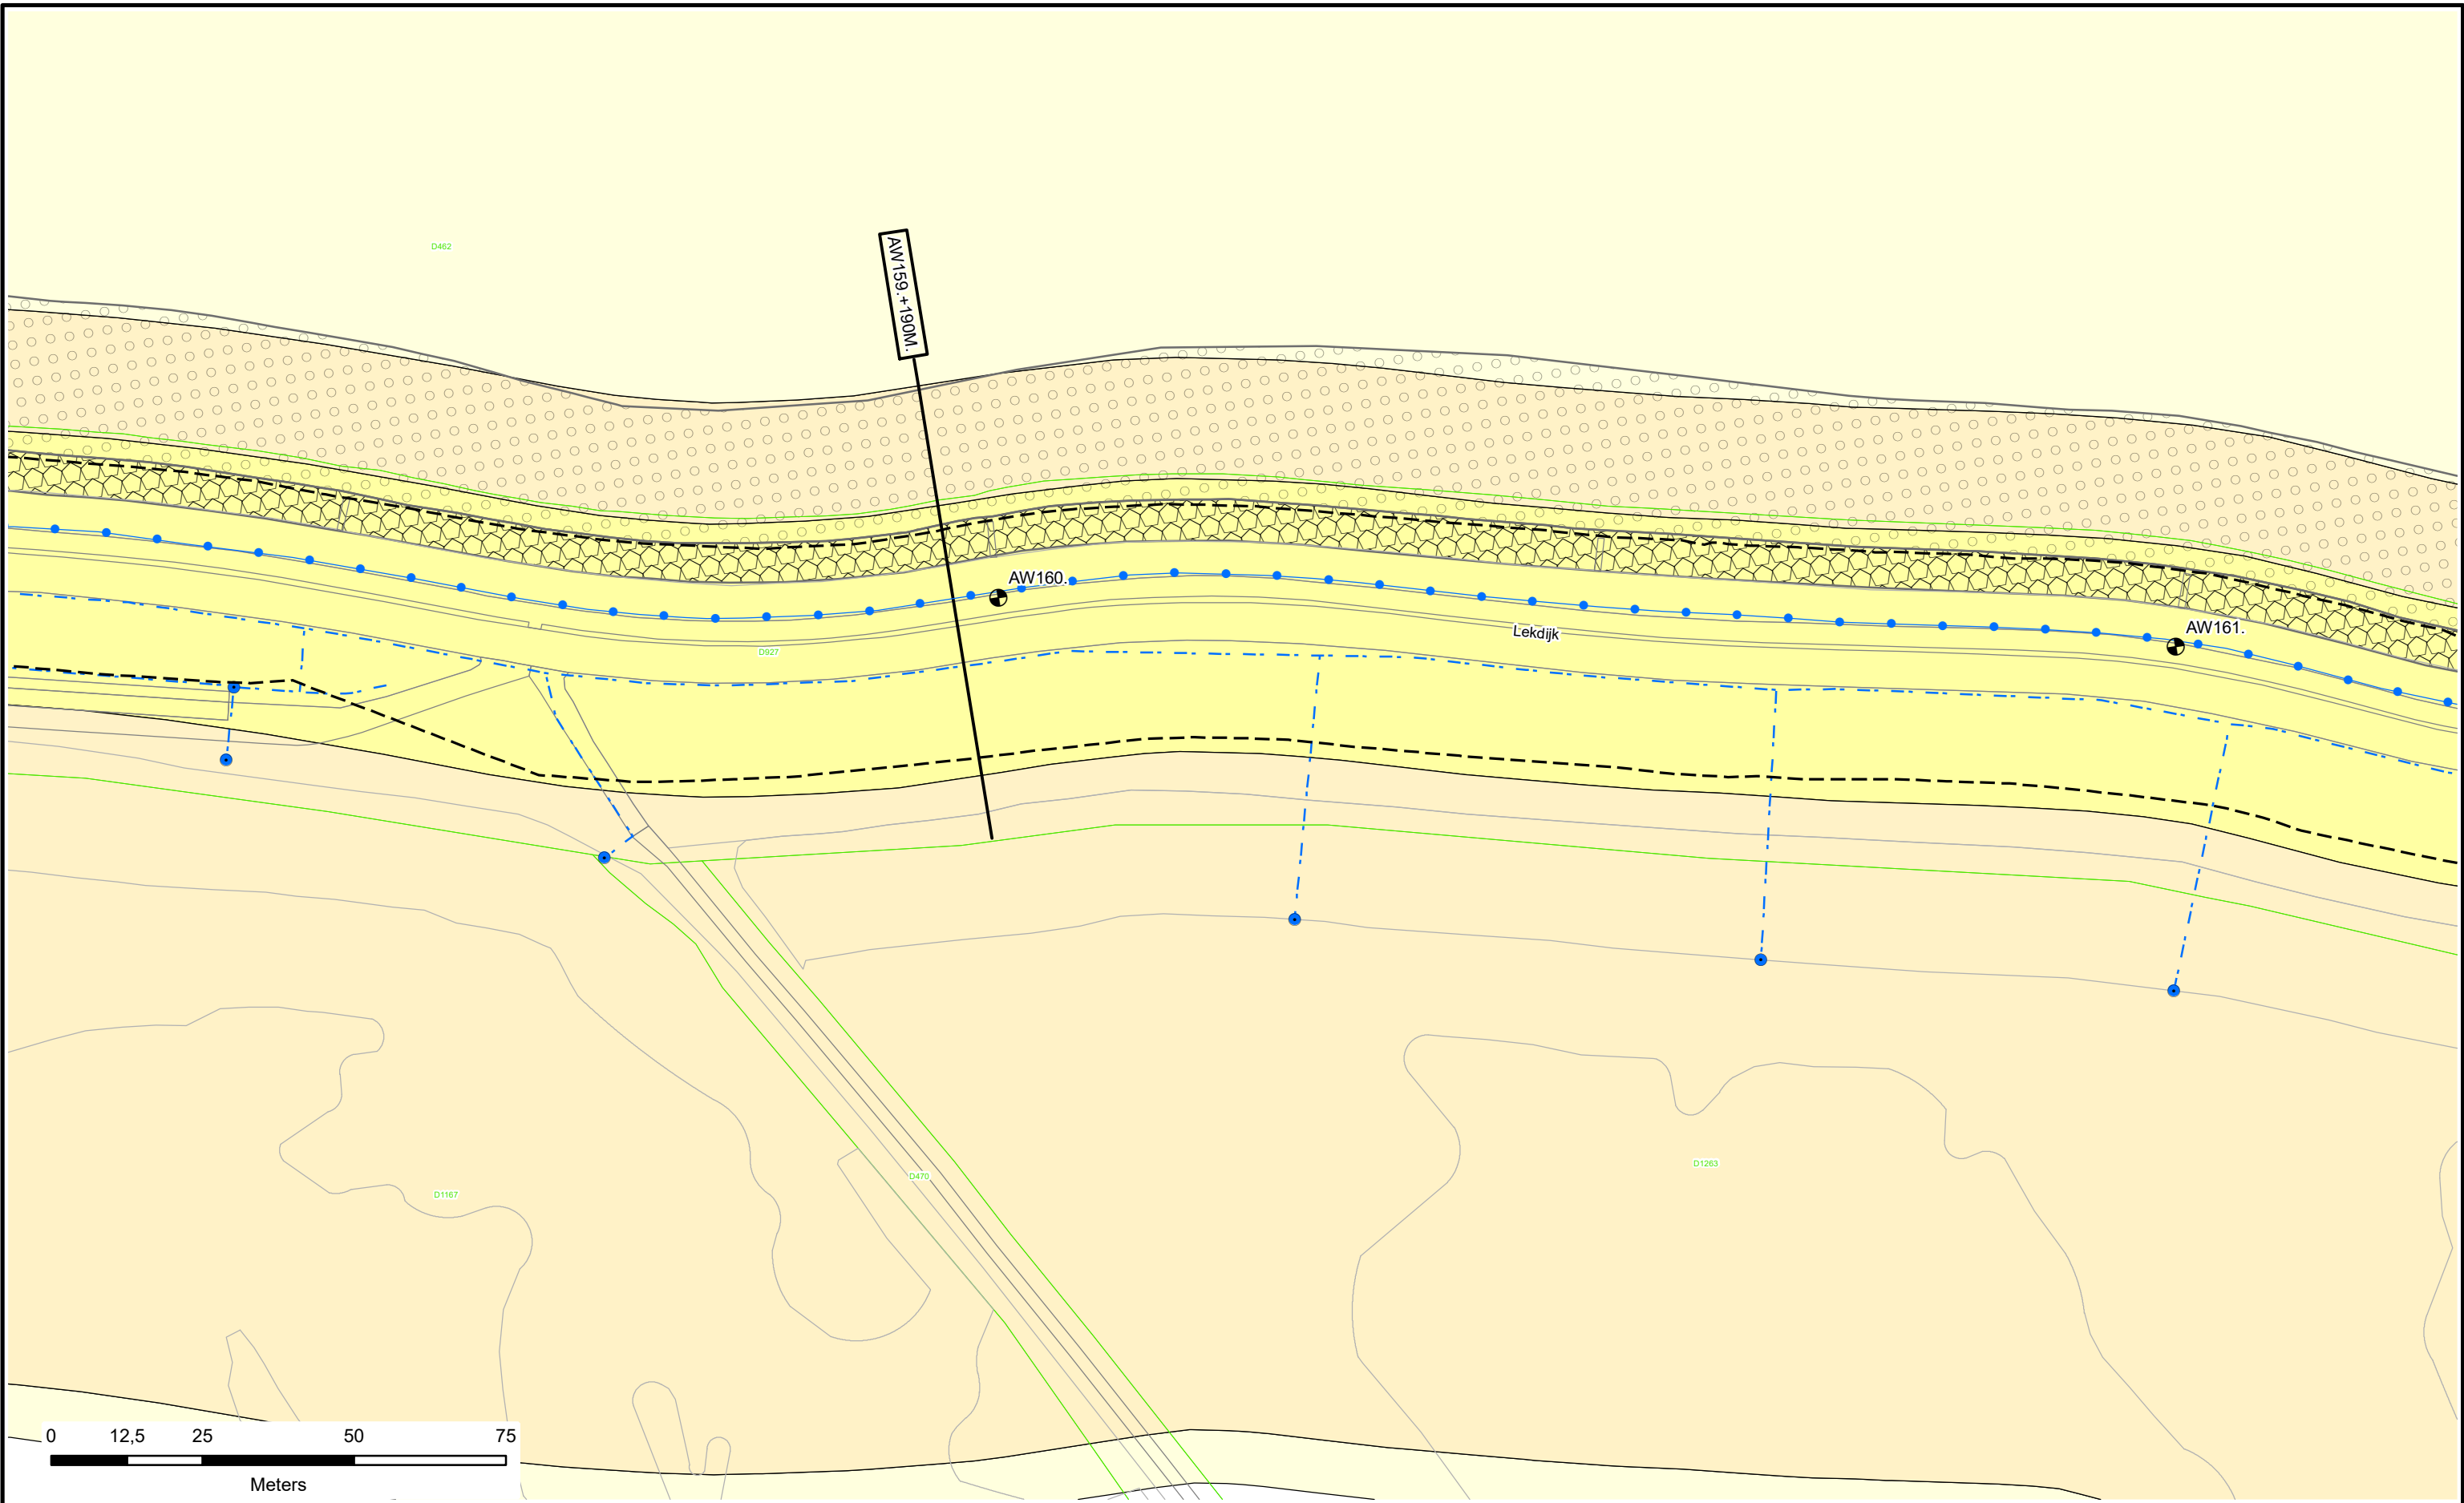 D462
AW159.+190M.
AW160.
Lekdijk
AW161.
D927
D470
D1263
D1167
0 12,5 25 50 75
Meters